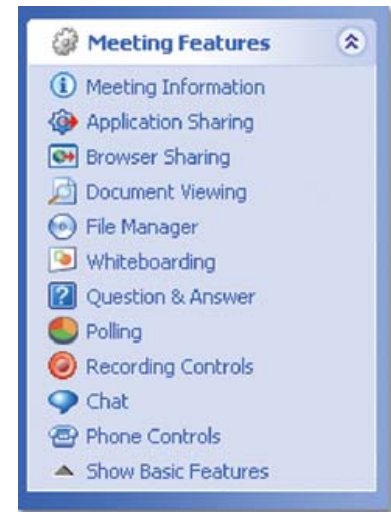 Meeting Features
Meeting Information
Application Sharing
Browser Sharing
Document Viewing
File Manager
Whiteboarding
Question & Answer
Polling
Recording Controls
Chat
Phone Controls
Show Basic Features